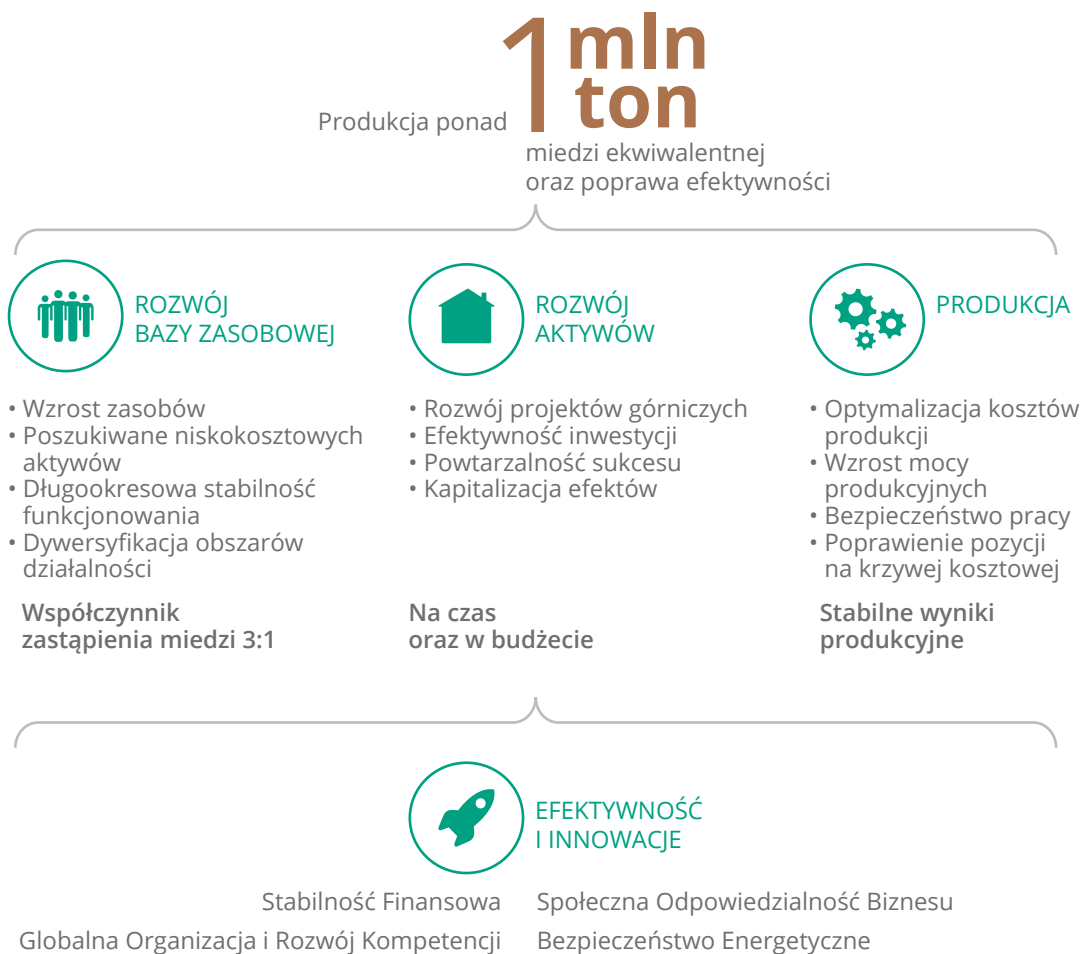 Produkcja ponad
1 mln
ton
miedzi ekwiwalentnej
oraz poprawa efektywności
ROZWÓJ
BAZY ZASOBOWEJ
• Wzrost zasobów
• Poszukiwane niskokosztowych
aktywów
• Długookresowa stabilność
funkcjonowania
• Dywersyfikacja obszarów
działalności
Współczynnik
zastąpienia miedzi 3:1
ROZWÓJ
AKTYWÓW
• Rozwój projektów górniczych
• Efektywność inwestycji
• Powtarzalność sukcesu
• Kapitalizacja efektów
Na czas
oraz w budżecie
PRODUKCJA
• Optymalizacja kosztów
produkcji
• Wzrost mocy
produkcyjnych
• Bezpieczeństwo pracy
• Poprawienie pozycji
na krzywej kosztowej
Stabilne wyniki
produkcyjne
EFEKTYWNOŚĆ
I INNOWACJE
Stabilność Finansowa
Społeczna Odpowiedzialność Biznesu
Globalna Organizacja i Rozwój Kompetencji
Bezpieczeństwo Energetyczne